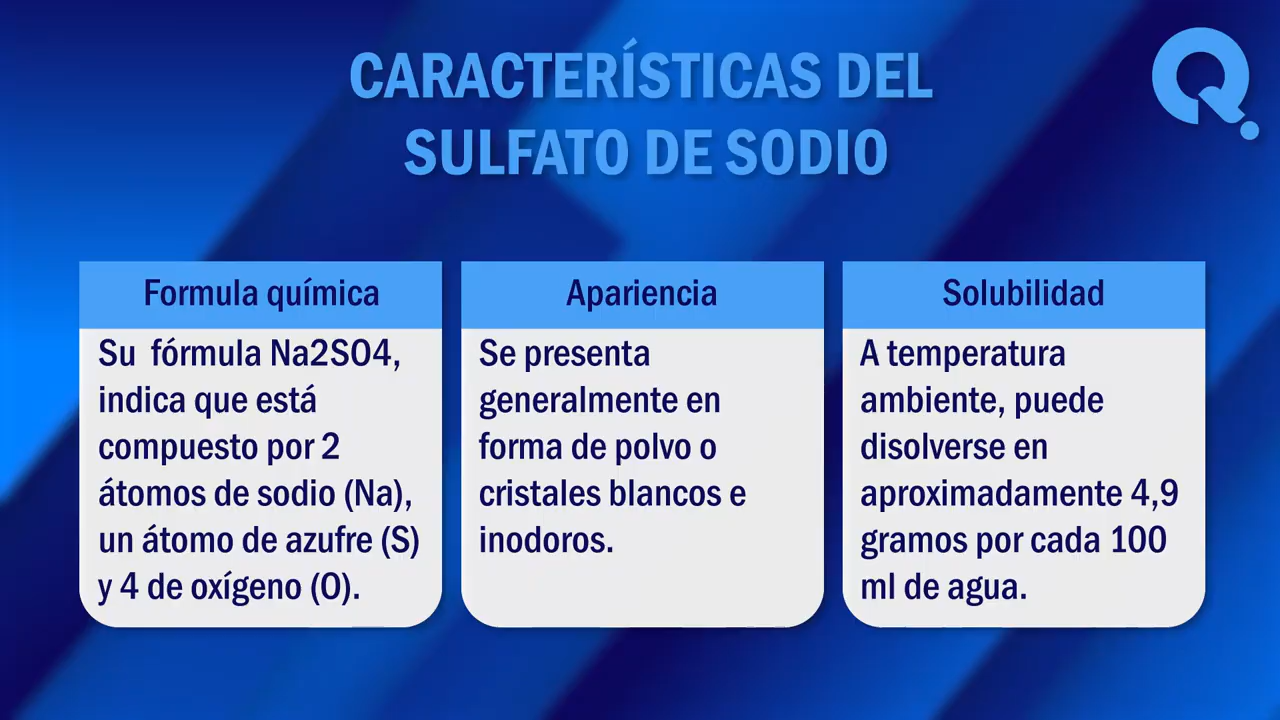 CARACTERÍSTICAS DEL
SULFATO DE SODIO
Formula química
Su fórmula Na2SO4,
indica que está
compuesto por 2
átomos de sodio (Na),
un átomo de azufre (S)
y 4 de oxígeno (O).
Apariencia
Se presenta
generalmente en
forma de polvo o
cristales blancos e
inodoros.
Solubilidad
A temperatura
ambiente, puede
disolverse en
aproximadamente 4,9
gramos por cada 100
ml de agua.